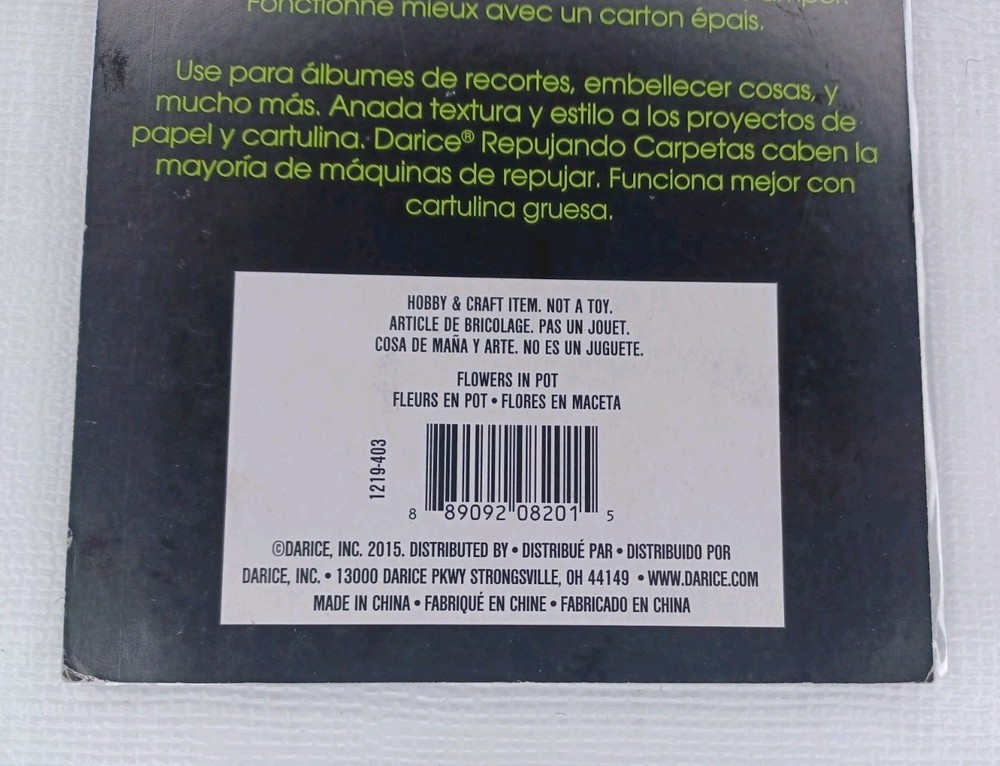 Fonctionne mieux avec un carton épais.
Use para álbumes de recortes, embellecer cosas, y
mucho más. Anada textura y estilo a los proyectos de
papel y cartulina. Darice® Repujando Carpetas caben la
mayoría de máquinas de repujar. Funciona mejor con
cartulina gruesa.
HOBBY & CRAFT ITEM. NOT A TOY.
ARTICLE DE BRICOLAGE. PAS UN JOUET.
COSA DE MAÑA Y ARTE. NO ES UN JUGUETE.
FLOWERS IN POT
FLEURS EN POT • FLORES EN MACETA
1219-403
8 89092 08201 5
©DARICE, INC. 2015. DISTRIBUTED BY • DISTRIBUÉ PAR • DISTRIBUIDO POR
DARICE, INC. • 13000 DARICE PKWY STRONGSVILLE, OH 44149 • WWW.DARICE.COM
MADE IN CHINA • FABRIQUÉ EN CHINE • FABRICADO EN CHINA